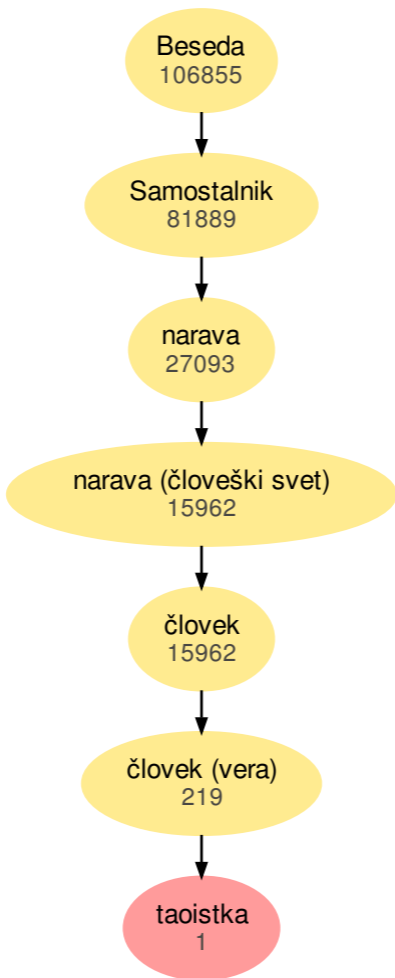 Beseda
106855
Samostalnik
81889
narava
27093
narava (človeški svet)
15962
človek
15962
človek (vera)
219
taoistka
1